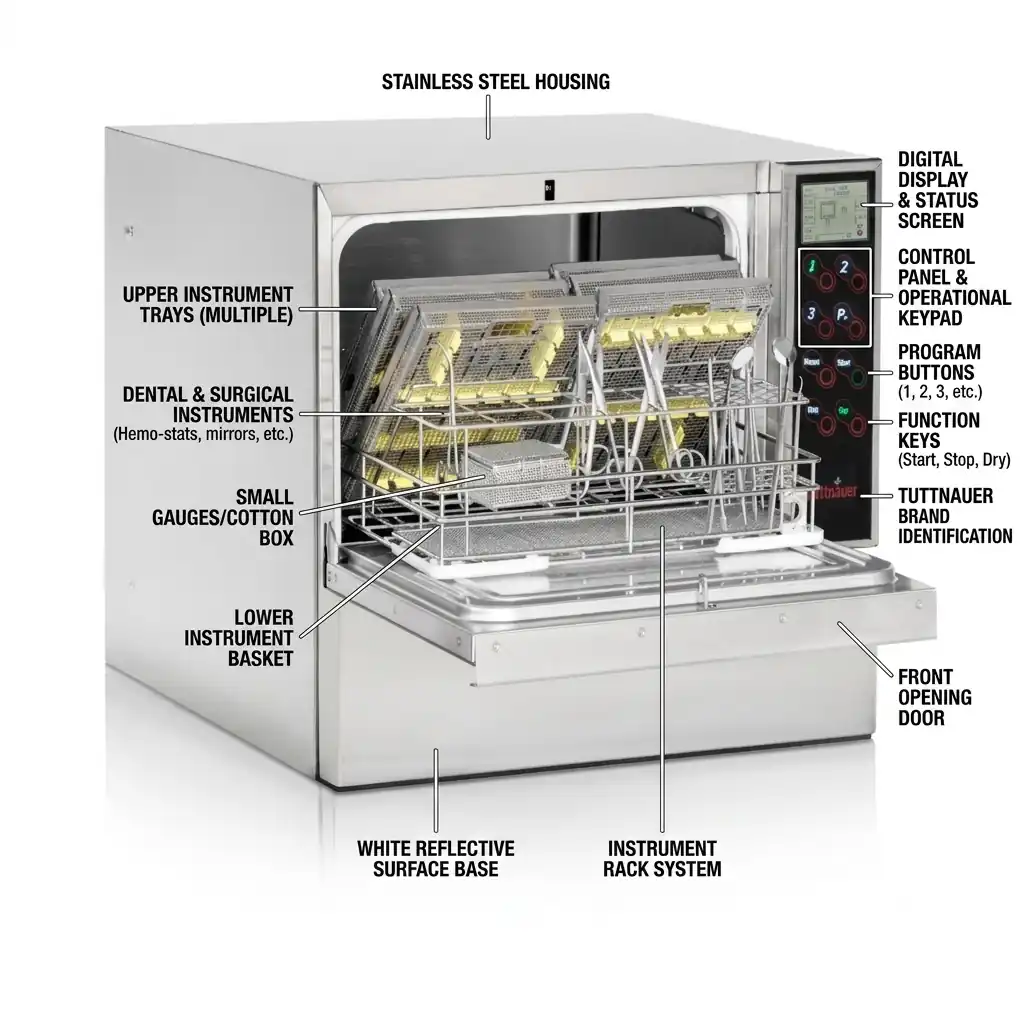 STAINLESS STEEL HOUSING
DIGITAL
DISPLAY
& STATUS
SCREEN
CONTROL
PANEL &
OPERATIONAL
KEYPAD
1 2
3 P
PROGRAM
BUTTONS
(1, 2, 3, etc.)
FUNCTION
KEYS
(Start, Stop, Dry)
TUTTNAUER
BRAND
IDENTIFICATION
UPPER INSTRUMENT
TRAYS (MULTIPLE)
DENTAL & SURGICAL
INSTRUMENTS
(Hemo-stats, mirrors, etc.)
SMALL
GAUGES/COTTON
BOX
LOWER
INSTRUMENT
BASKET
FRONT
OPENING
DOOR
WHITE REFLECTIVE
SURFACE BASE
INSTRUMENT
RACK SYSTEM